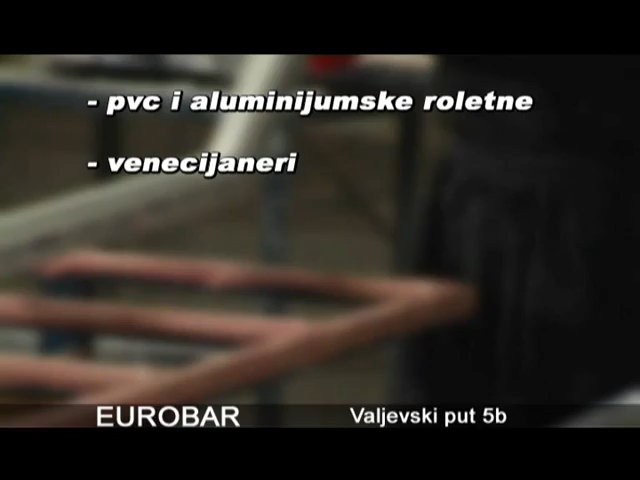 - pvc i aluminijumske roletne
- venecijaneri
EUROBAR Valjevski put 5b